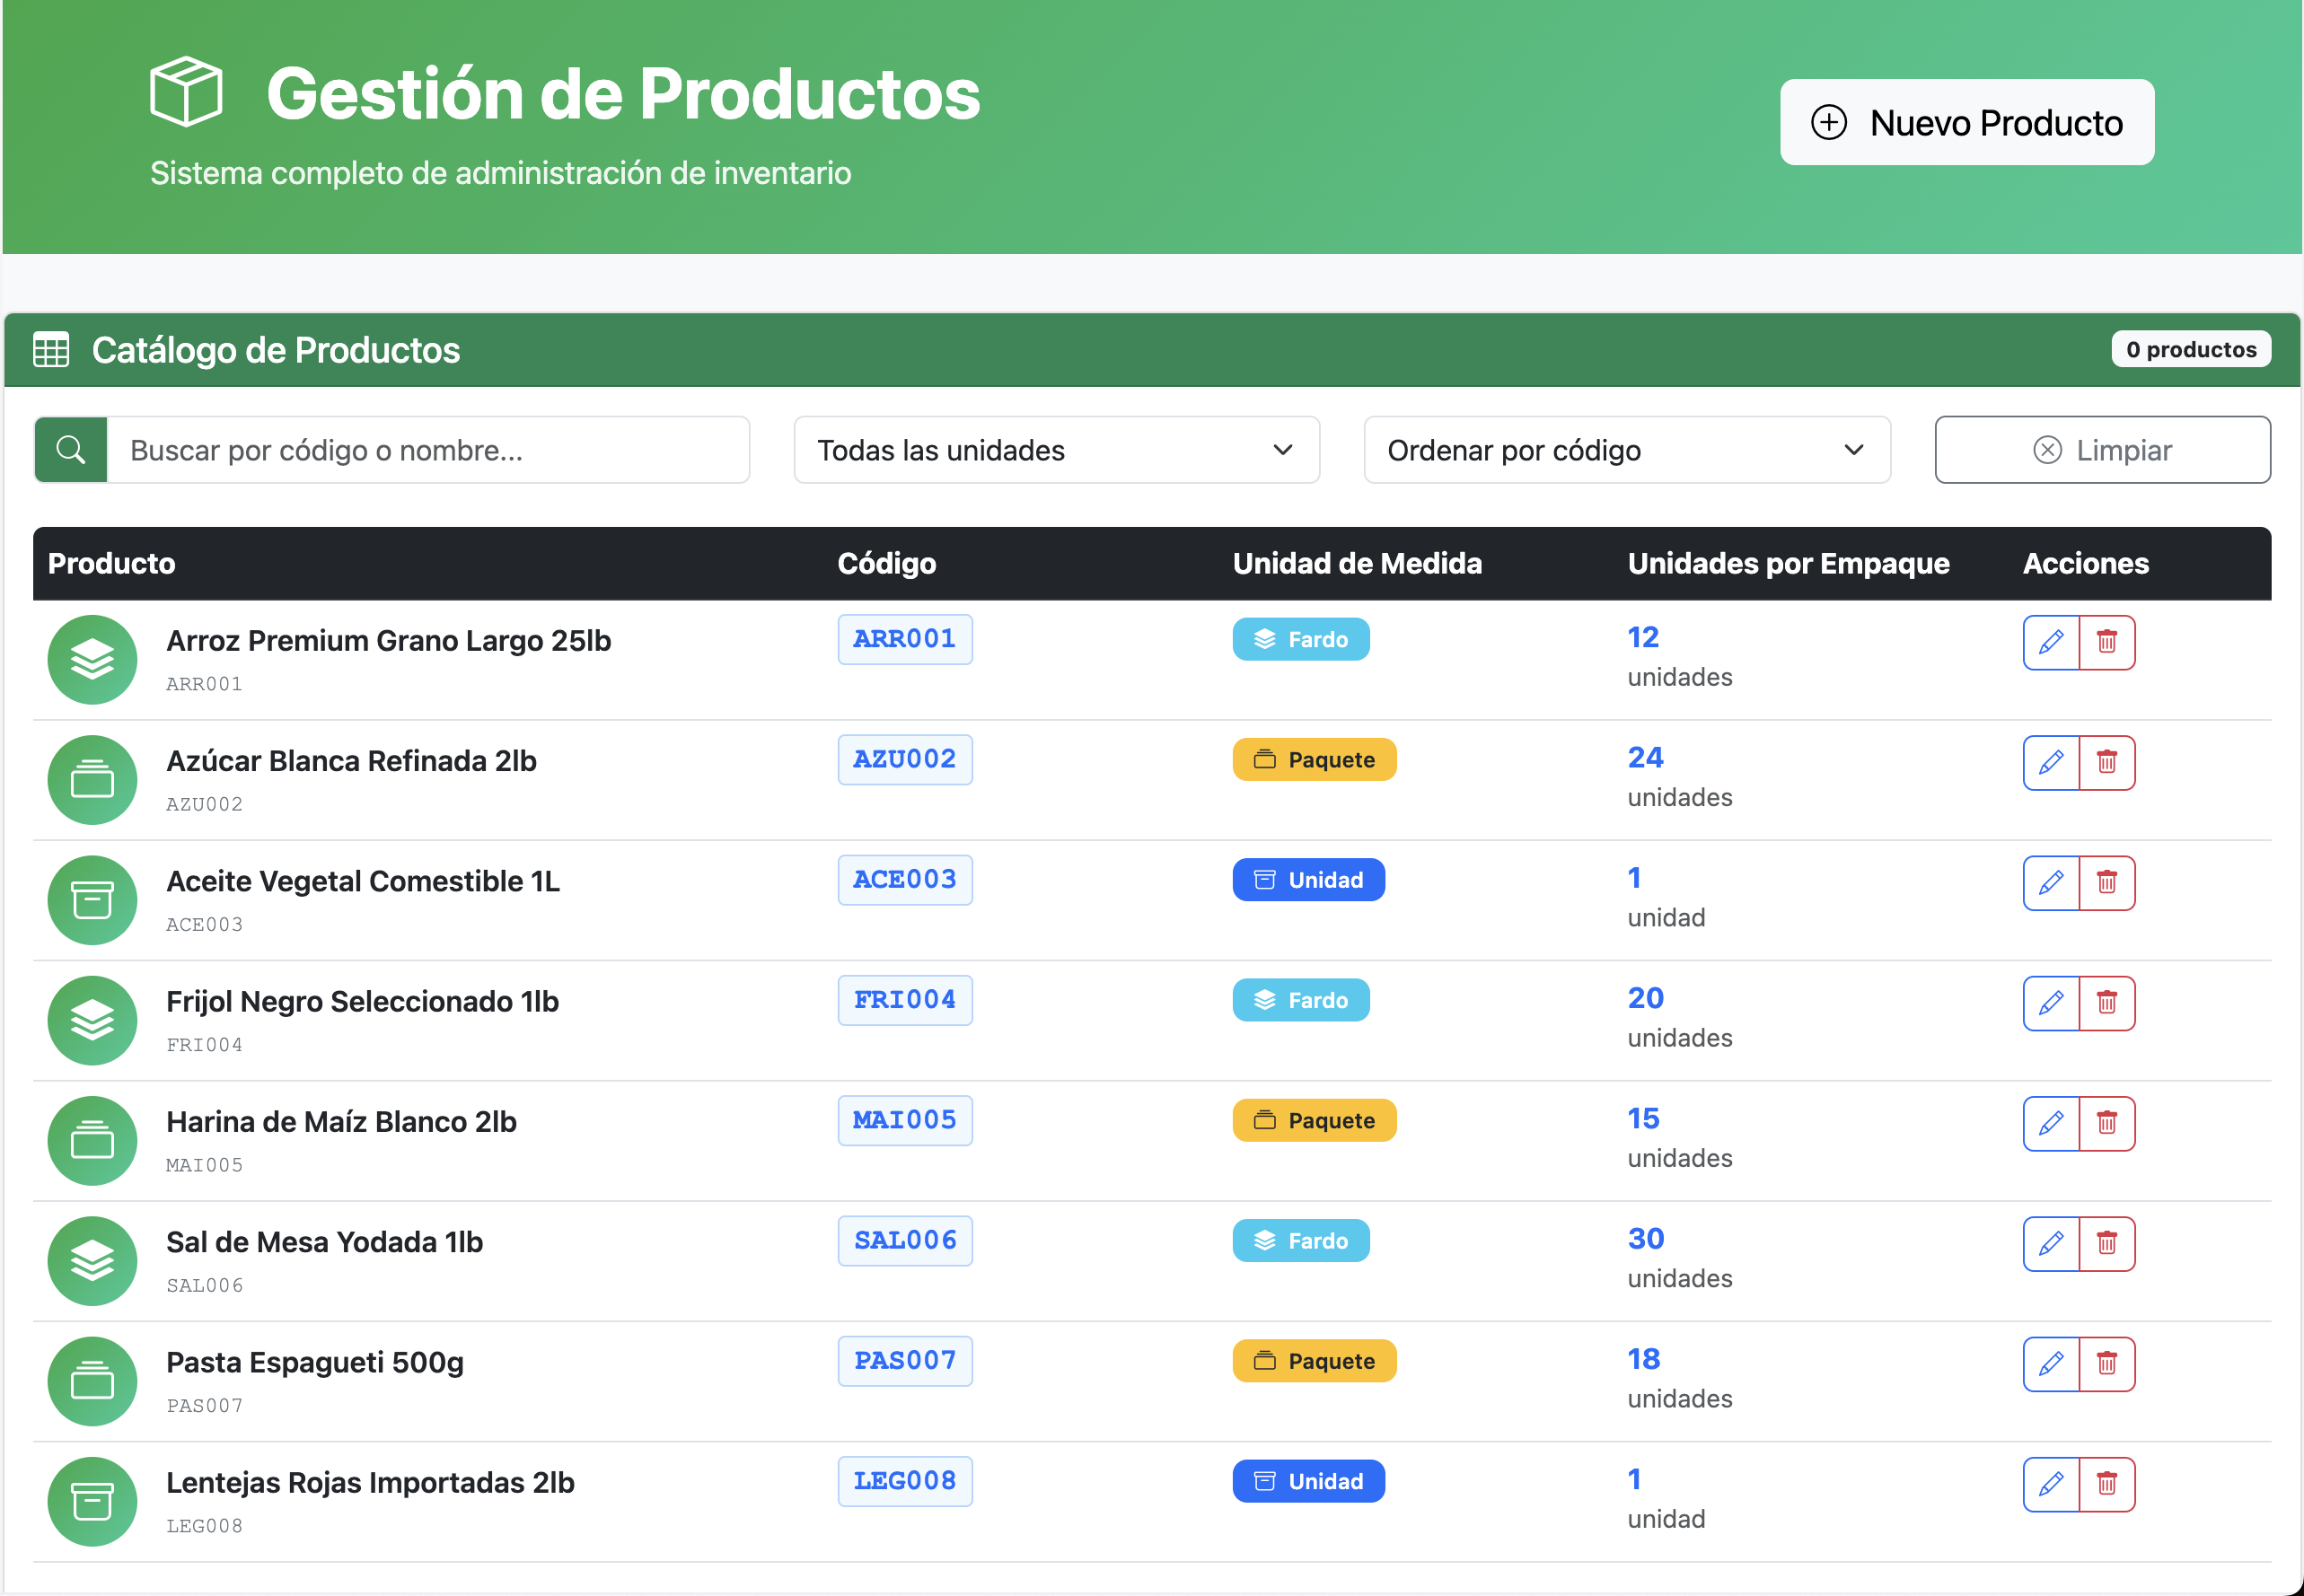 Gestión de Productos
Sistema completo de administración de inventario
Nuevo Producto
Catálogo de Productos
0 productos
Buscar por código o nombre...
Todas las unidades
Ordenar por código
Limpiar
Producto Código Unidad de Medida Unidades por Empaque Acciones
Arroz Premium Grano Largo 25lb ARR001 Fardo 12
ARR001 unidades
Azúcar Blanca Refinada 2lb AZU002 Paquete 24
AZU002 unidades
Aceite Vegetal Comestible 1L ACE003 Unidad 1
ACE003 unidad
Frijol Negro Seleccionado 1lb FRI004 Fardo 20
FRI004 unidades
Harina de Maíz Blanco 2lb MAI005 Paquete 15
MAI005 unidades
Sal de Mesa Yodada 1lb SAL006 Fardo 30
SAL006 unidades
Pasta Espagueti 500g PAS007 Paquete 18
PAS007 unidades
Lentejas Rojas Importadas 2lb LEG008 Unidad 1
LEG008 unidad